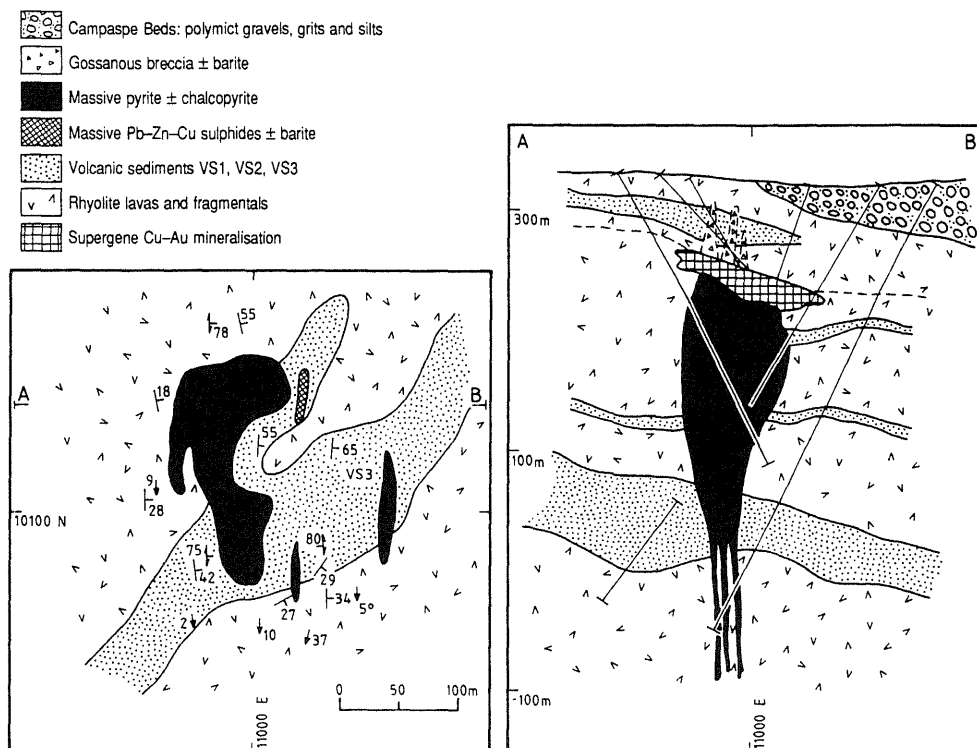 Campaspe Beds: polymict gravels, grits and silts
Gossanous breccia ± barite
Massive pyrite ± chalcopyrite
Massive Pb–Zn–Cu sulphides ± barite
Volcanic sediments VS1, VS2, VS3
Rhyolite lavas and fragmentals
Supergene Cu–Au mineralisation
A
B
300m
100m
-100m
11000 E
78
55
18
A
B
55
65
VS3
9
28
10100 N
75
42
80
29
34
5°
27
2
10
37
0 50 100m
11000 E